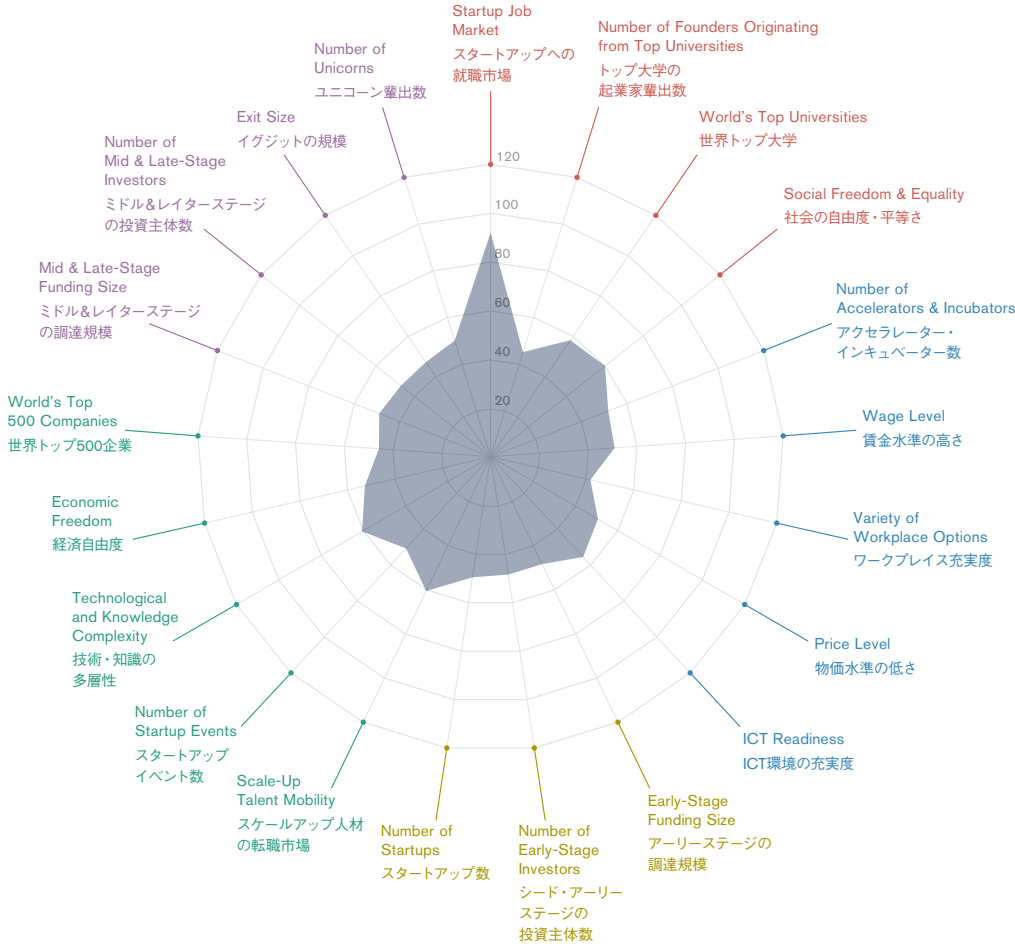 Startup Job
Market
スタートアップへの
就職市場
Number of Founders Originating
from Top Universities
トップ大学の
起業家輩出数
World's Top Universities
世界トップ大学
Social Freedom & Equality
社会の自由度・平等さ
Number of
Accelerators & Incubators
アクセラレーター・
インキュベーター数
Wage Level
賃金水準の高さ
Variety of
Workplace Options
ワークプレイス充実度
Price Level
物価水準の低さ
ICT Readiness
ICT環境の充実度
Early-Stage
Funding Size
アーリーステージの
調達規模
Number of
Early-Stage
Investors
シード・アーリー
ステージの
投資主体数
Number of
Startups
スタートアップ数
Scale-Up
Talent Mobility
スケールアップ人材
の転職市場
Number of
Startup Events
スタートアップ
イベント数
Technological
and Knowledge
Complexity
技術・知識の
多層性
Economic
Freedom
経済自由度
World's Top
500 Companies
世界トップ500企業
Mid & Late-Stage
Funding Size
ミドル&レイターステージ
の調達規模
Number of
Mid & Late-Stage
Investors
ミドル&レイターステージ
の投資主体数
Exit Size
イグジットの規模
Number of
Unicorns
ユニコーン輩出数
120
100
80
60
40
20